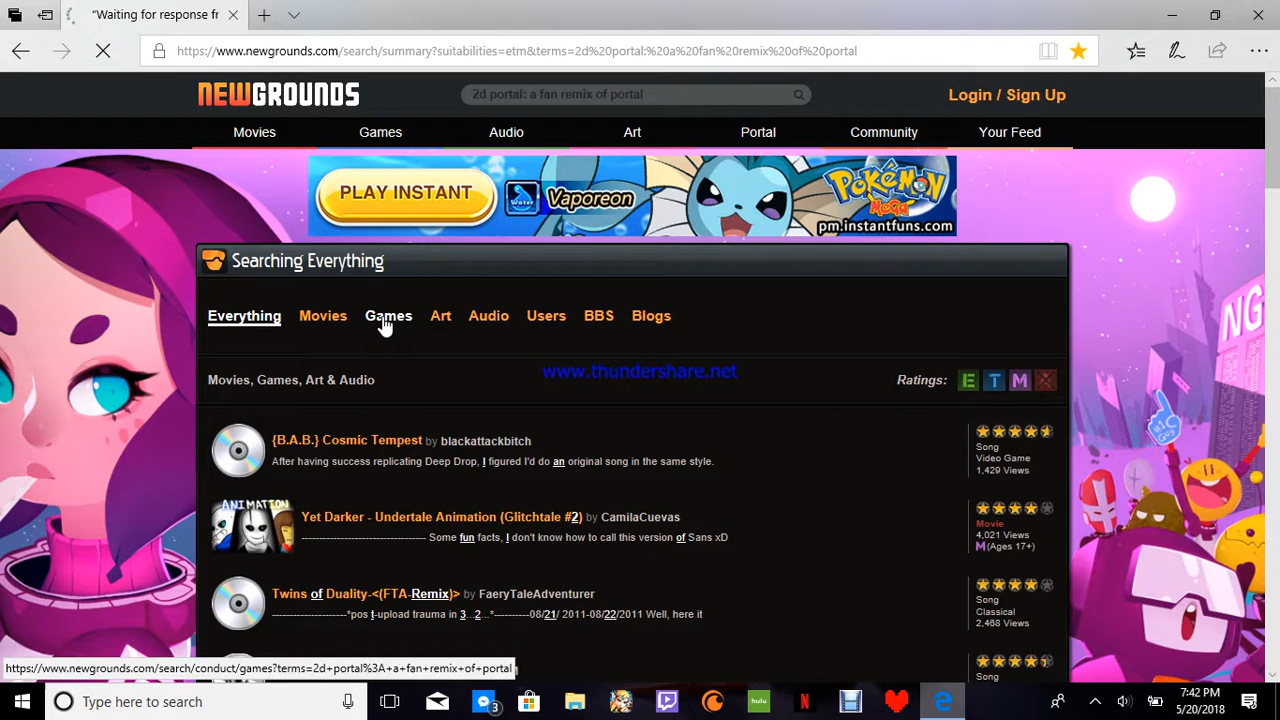 "Waiting for response fr
https://www.newgrounds.com/search/summary?suitabilities=etm&terms=2d%20portal:%20a%20fan%20remix%20of%20portal
NEWGROUNDS
2d portal: a fan remix of portal
Login / Sign Up
Movies Games Audio Art Portal Community Your Feed
PLAY INSTANT
Water
Vaporeon
POKÉMON
MEGA
pm.instantfuns.com
Searching Everything
Everything Movies Games Art Audio Users BBS Blogs
www.thundershare.net
Movies, Games, Art & Audio
Ratings: E T M
{B.A.B.} Cosmic Tempest by blackattackbitch
After having success replicating Deep Drop, I figured I'd do an original song in the same style.
Song
Video Game
1,429 Views
ANIMATION
Yet Darker - Undertale Animation (Glitchtale #2) by CamilaCuevas
---------------------------------- Some fun facts, I don't know how to call this version of Sans xD
Movie
4,021 Views
M(Ages 17+)
Twins of Duality-<(FTA-Remix)> by FaeryTaleAdventurer
---------------------*pos t-upload trauma in 3...2...*----------08/21/ 2011-08/22/2011 Well, here it
Song
Classical
2,468 Views
Song
NG
#1 Guy
https://www.newgrounds.com/search/conduct/games?terms=2d+portal%3A+a+fan+remix+of+portal
Type here to search
3
hulu
N
7:42 PM
5/20/2018